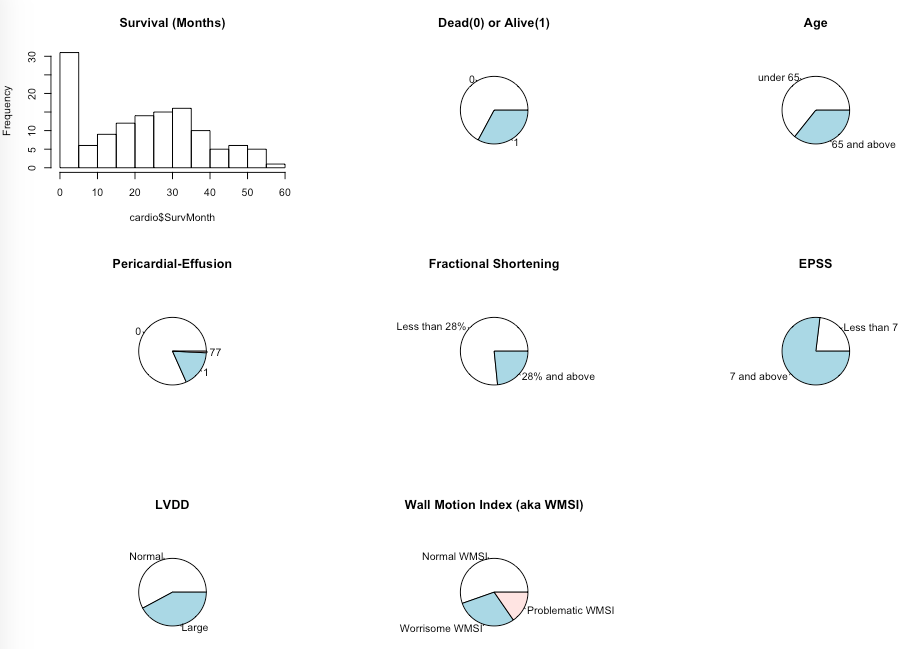 Survival (Months)
Dead(0) or Alive(1)
Age
Frequency
0 5 10 20 30
0 10 20 30 40 50 60
cardio$SurvMonth
0
1
under 65
65 and above
Pericardial-Effusion
Fractional Shortening
EPSS
0
77
1
Less than 28%
28% and above
Less than 7
7 and above
LVDD
Wall Motion Index (aka WMSI)
Normal
Large
Normal WMSI
Problematic WMSI
Worrisome WMSI